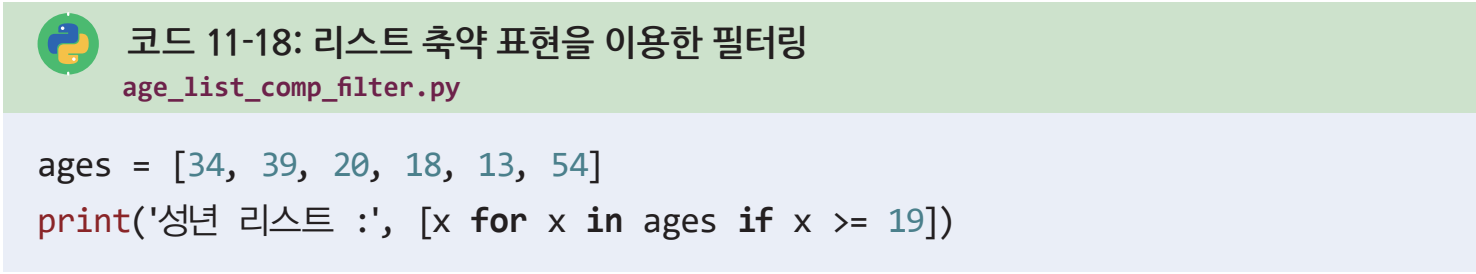 코드 11-18: 리스트 축약 표현을 이용한 필터링
age_list_comp_filter.py
ages = [34, 39, 20, 18, 13, 54]
print('성년 리스트 :', [x for x in ages if x >= 19])